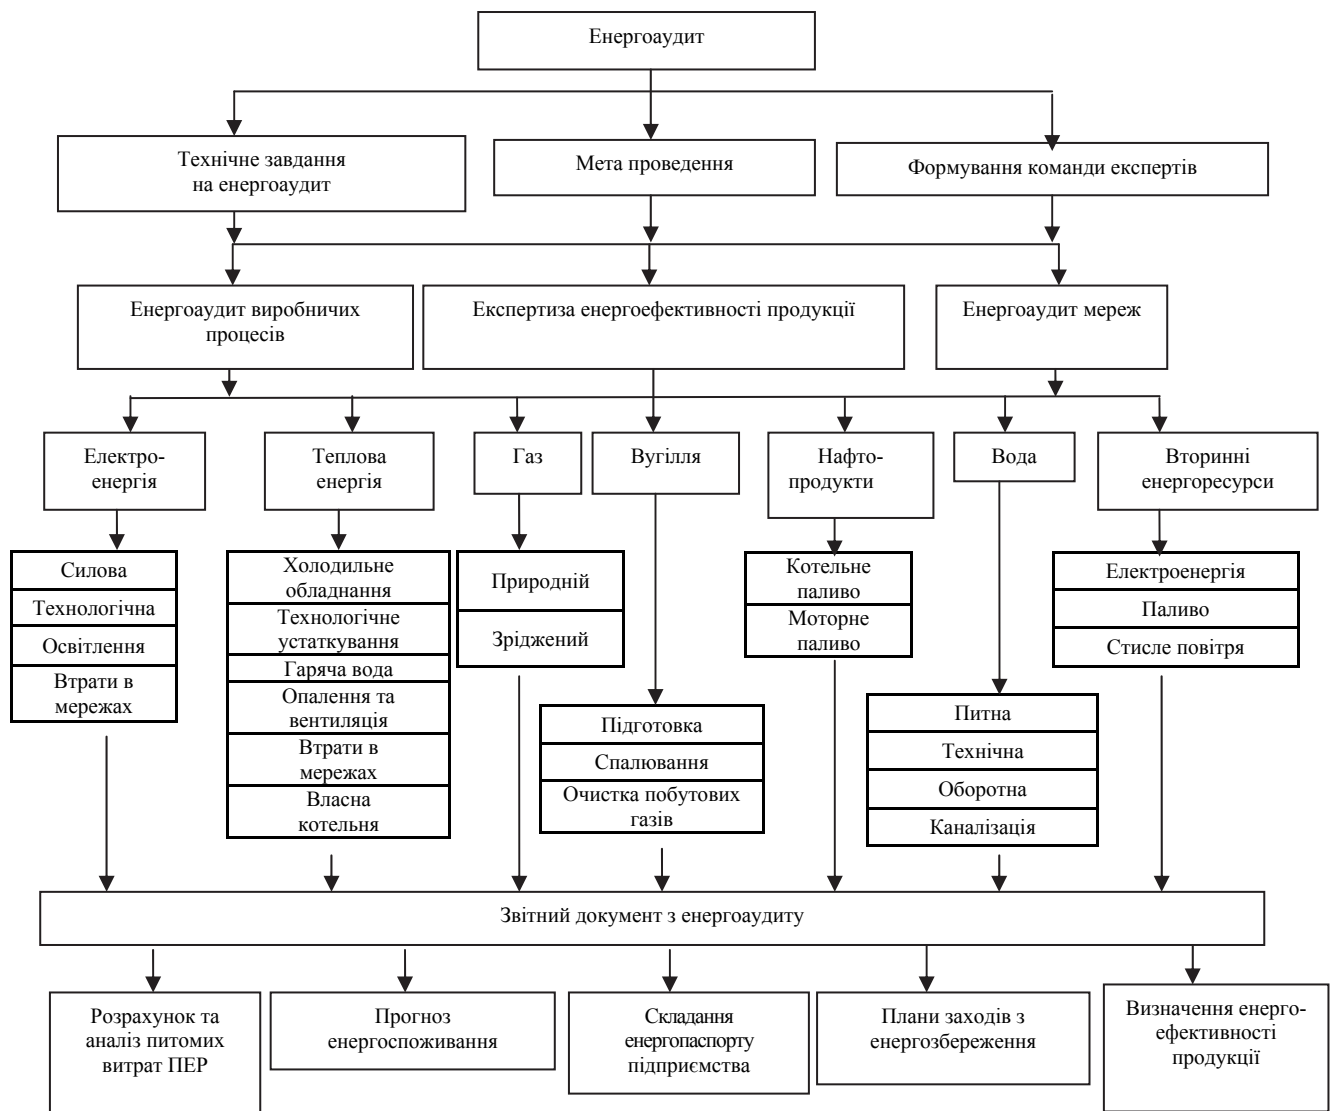 Енергоаудит
Технічне завдання
на енергоаудит
Мета проведення
Формування команди експертів
Енергоаудит виробничих
процесів
Експертиза енергоефективності продукції
Енергоаудит мереж
Електро-
енергія
Теплова
енергія
Газ
Вугілля
Нафто-
продукти
Вода
Вторинні
енергоресурси
Силова
Технологічна
Освітлення
Втрати в
мережах
Холодильне
обладнання
Технологічне
устаткування
Гаряча вода
Опалення та
вентиляція
Втрати в
мережах
Власна
котельня
Природній
Зріджений
Підготовка
Спалювання
Очистка побутових
газів
Котельне
паливо
Моторне
паливо
Питна
Технічна
Оборотна
Каналізація
Електроенергія
Паливо
Стисле повітря
Звітний документ з енергоаудиту
Розрахунок та
аналіз питомих
витрат ПЕР
Прогноз
енергоспоживання
Складання
енергопаспорту
підприємства
Плани заходів з
енергозбереження
Визначення енерго-
ефективності
продукції